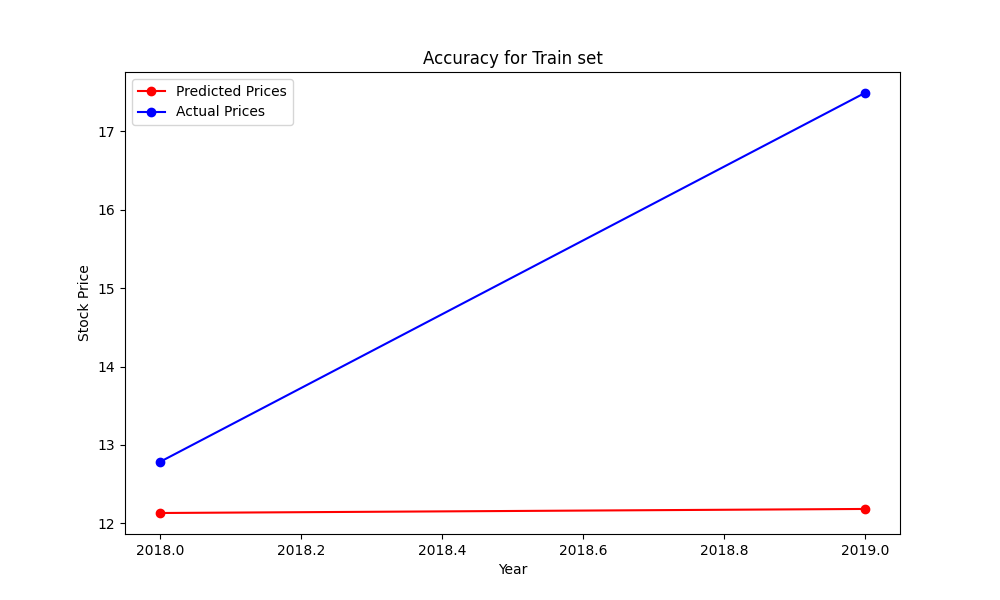 Accuracy for Train set
Predicted Prices
Actual Prices
17
16
15
14
13
12
Stock Price
2018.0 2018.2 2018.4 2018.6 2018.8 2019.0
Year